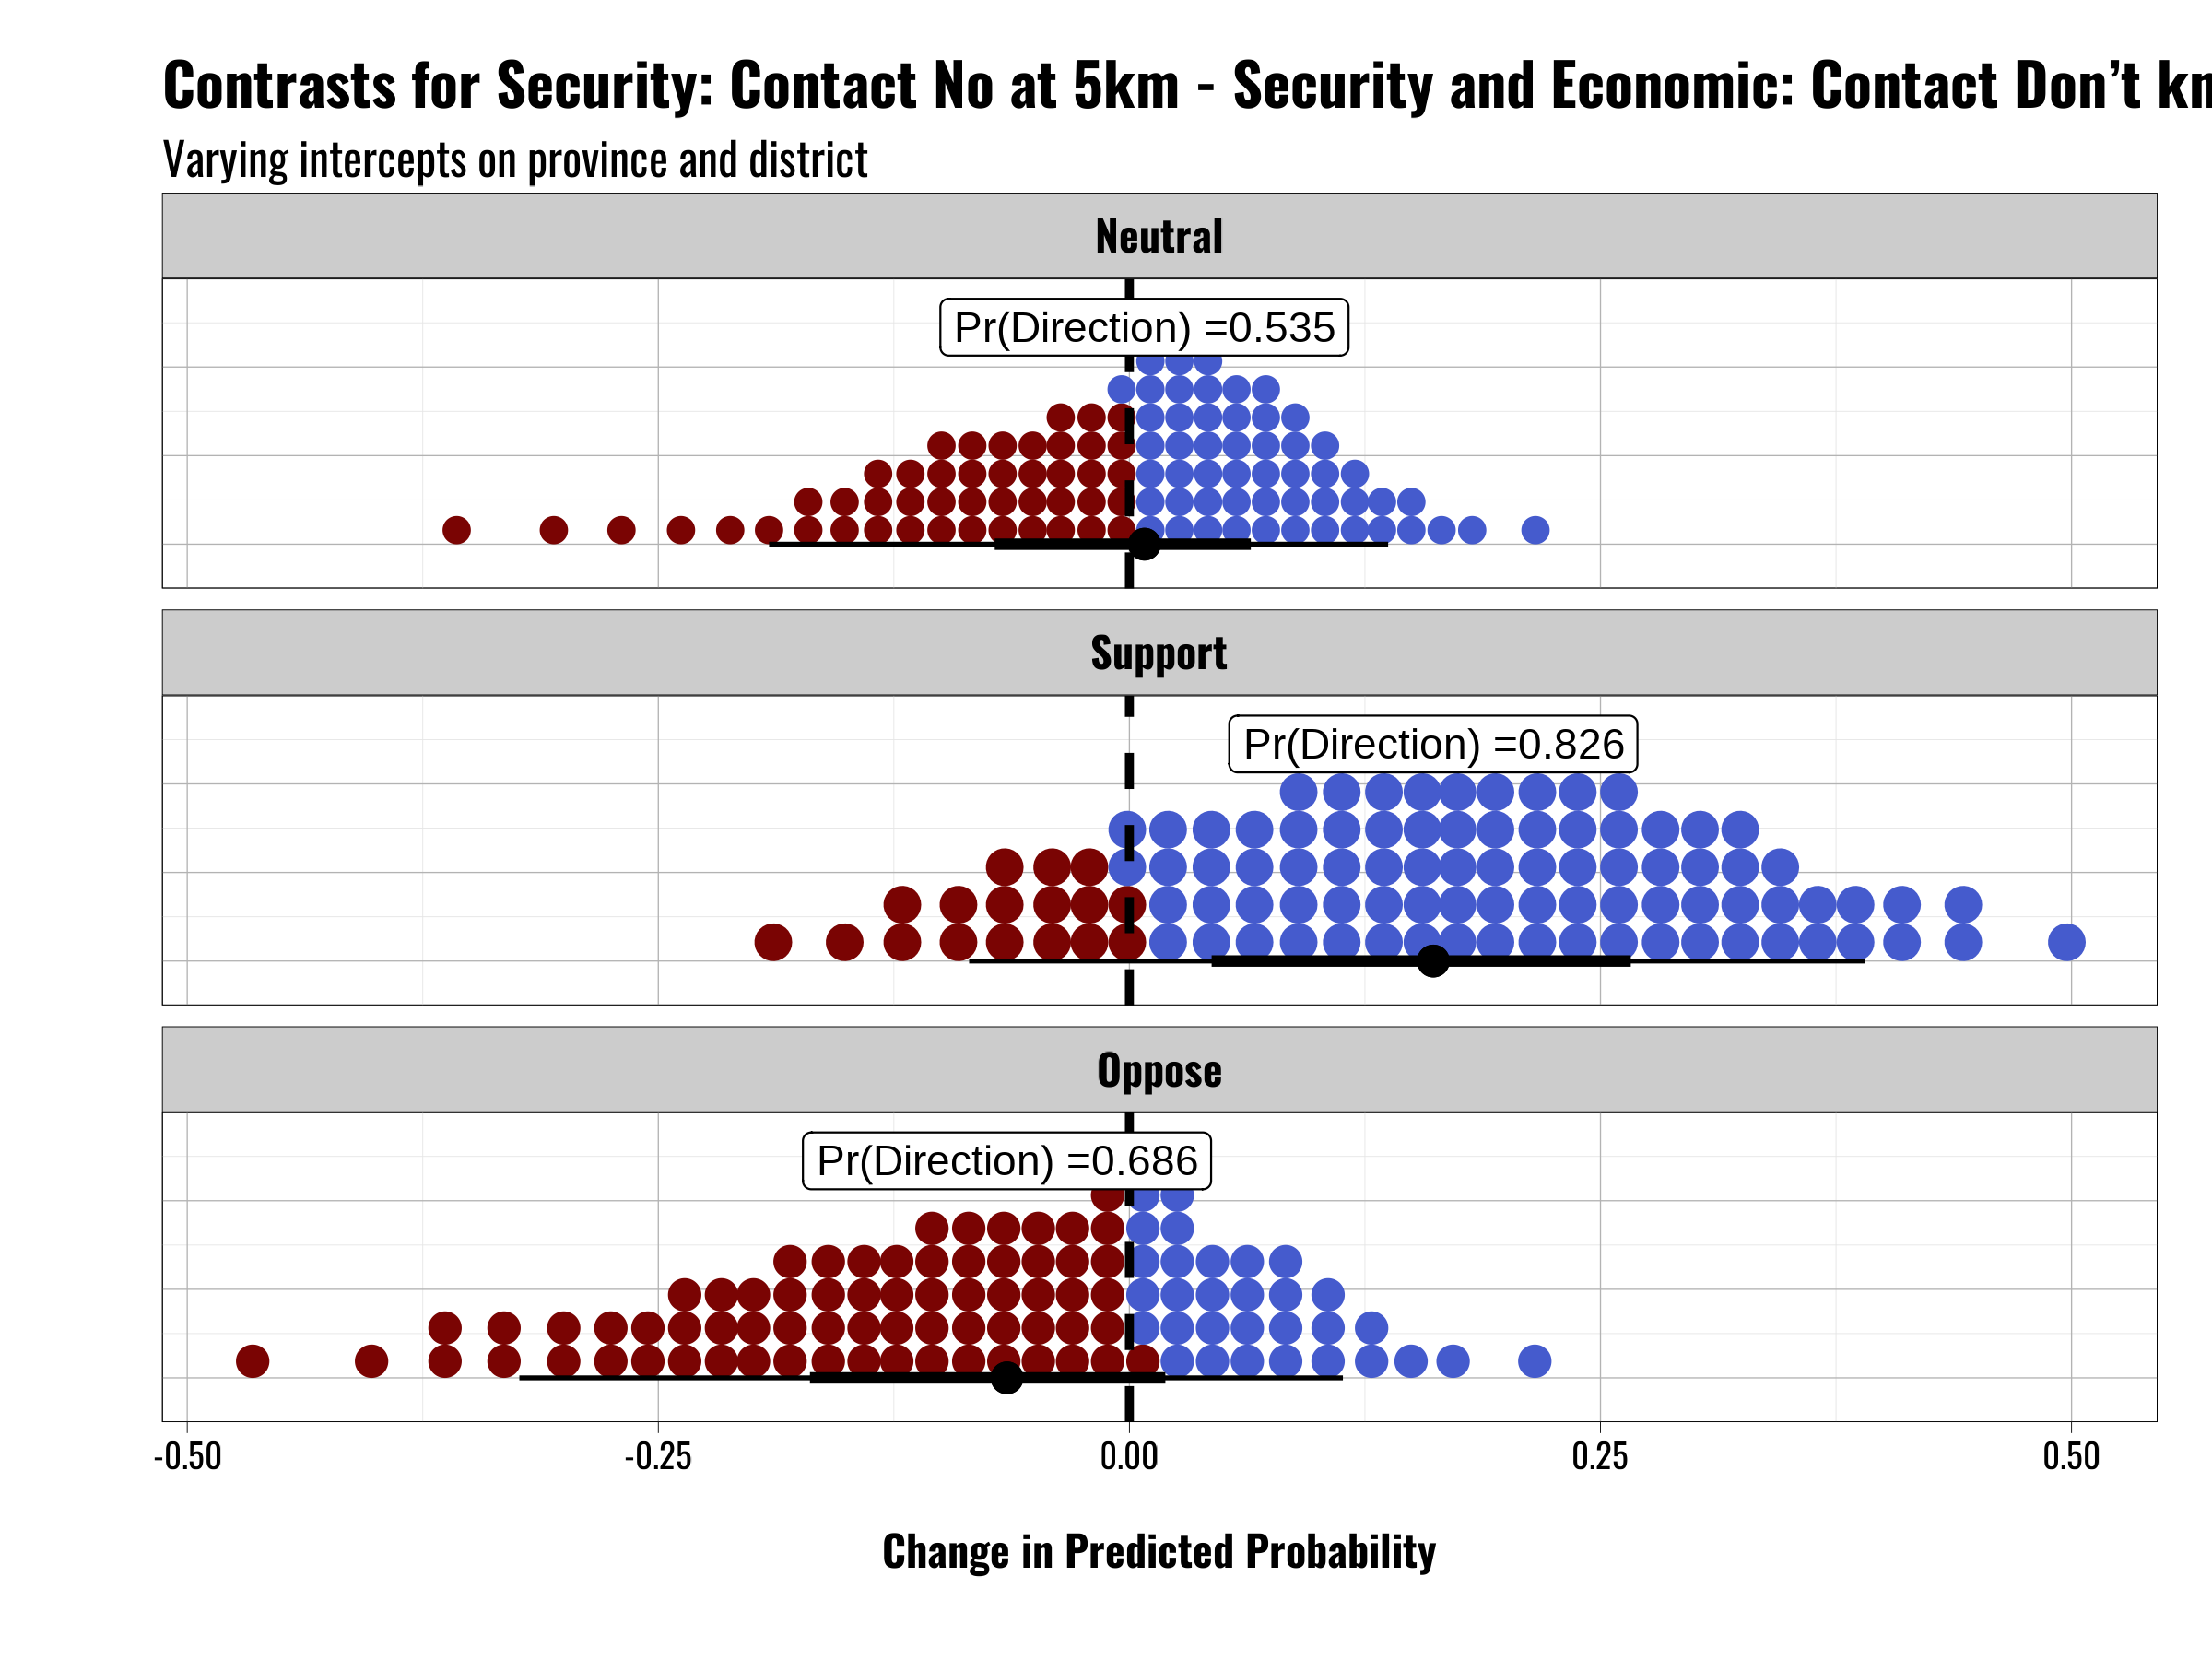 Contrasts for Security: Contact No at 5km - Security and Economic: Contact Don’t
Varying intercepts on province and district
Neutral
Pr(Direction) =0.535
Support
Pr(Direction) =0.826
Oppose
Pr(Direction) =0.686
-0.50 -0.25 0.00 0.25 0.50
Change in Predicted Probability